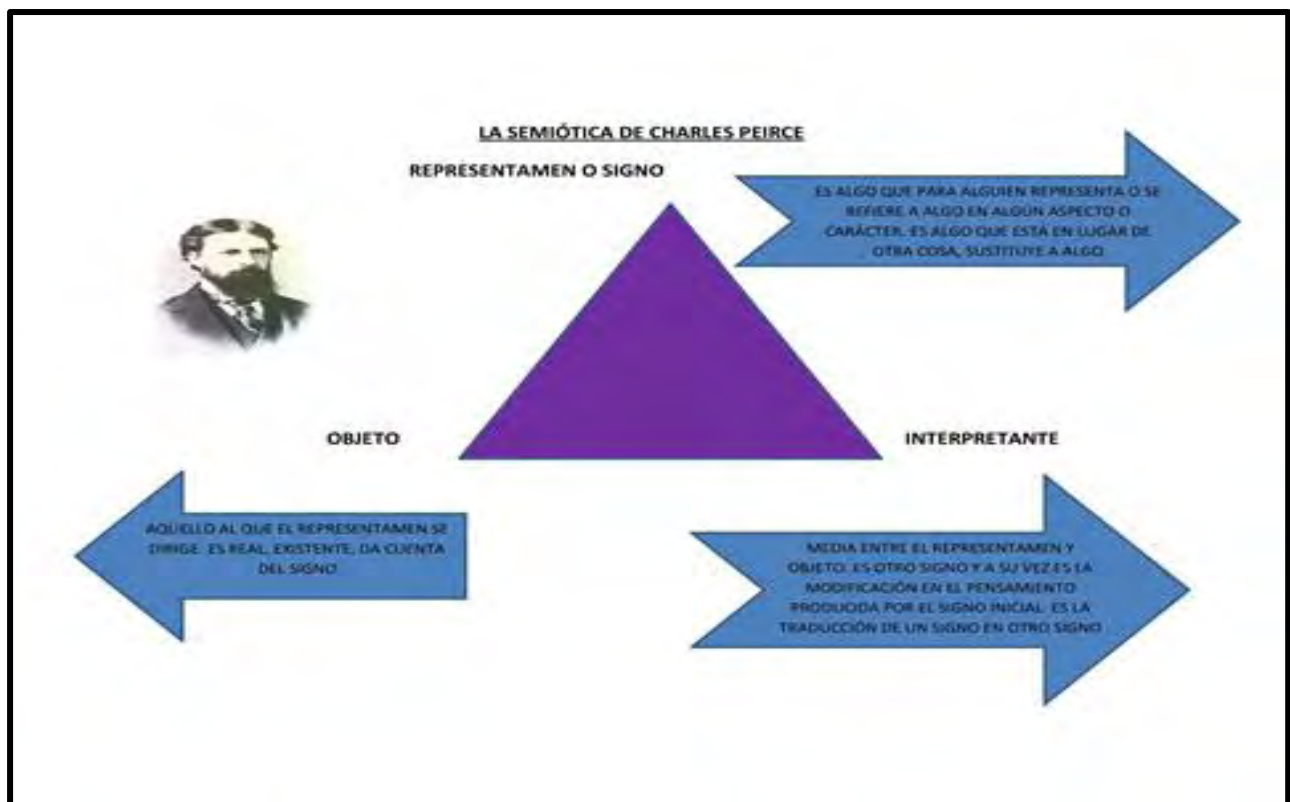 LA SEMIÓTICA DE CHARLES PEIRCE
REPRESENTAMEN O SIGNO
ES ALGO QUE PARA ALGUIEN REPRESENTA O SE
REFIERE A ALGO EN ALGÚN ASPECTO O
CARÁCTER. ES ALGO QUE ESTÁ EN LUGAR DE
OTRA COSA, SUSTITUYE A ALGO
OBJETO
INTERPRETANTE
AQUELLO AL QUE EL REPRESENTAMEN SE
DIRIGE. ES REAL, EXISTENTE, DA CUENTA
DEL SIGNO
MEDIA ENTRE EL REPRESENTAMEN Y
OBJETO. ES OTRO SIGNO Y A SU VEZ ES LA
MODIFICACIÓN EN EL PENSAMIENTO
PRODUCIDA POR EL SIGNO INICIAL. ES LA
TRADUCCIÓN DE UN SIGNO EN OTRO SIGNO